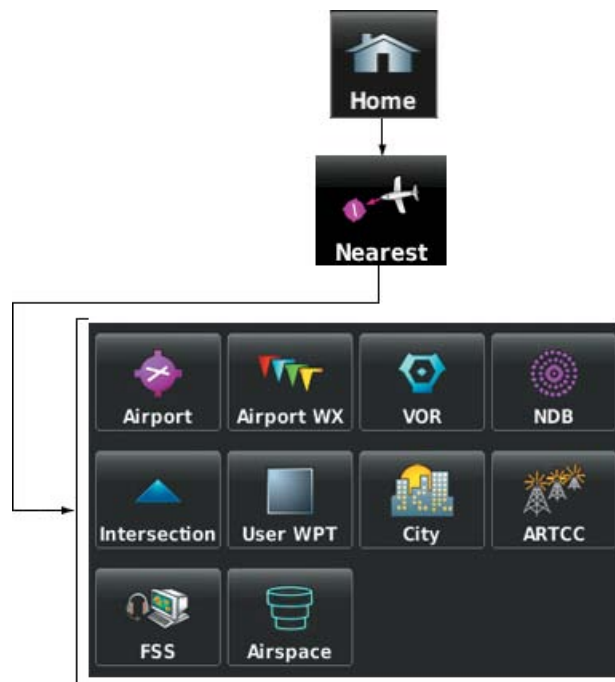 Home
Nearest
Airport
Airport WX
VOR
NDB
Intersection
User WPT
City
ARTCC
FSS
Airspace